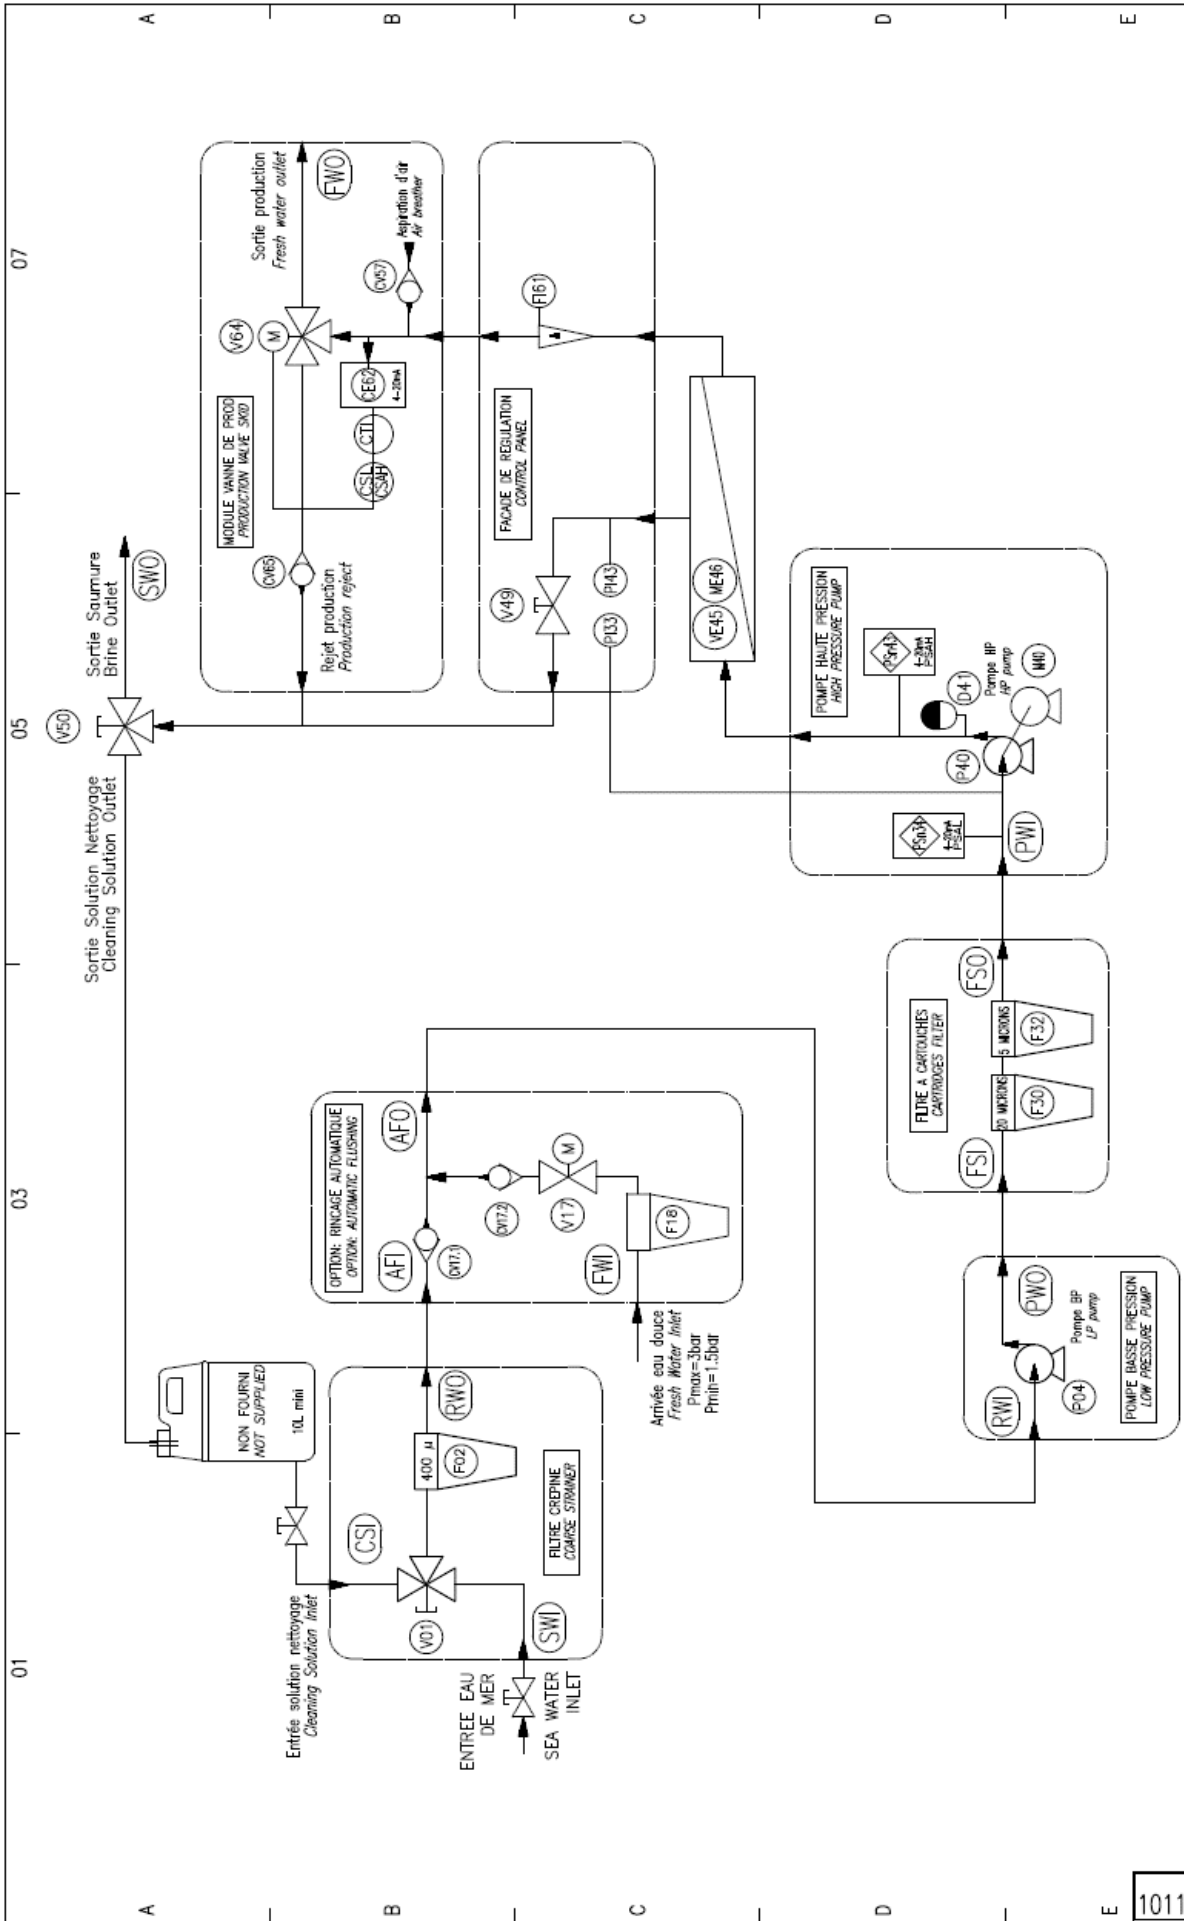 01
03
05
07
A
B
C
D
E
A
B
C
D
E
1011
Entrée solution nettoyage
Cleaning Solution Inlet
NON FOURNI
NOT SUPPLIED
10L mini
CSI
V01
400 µ
F02
RWO
FILTRE CREPINE
COARSE STRAINER
SWI
ENTREE EAU
DE MER
SEA WATER
INLET
OPTION: RINCAGE AUTOMATIQUE
OPTION: AUTOMATIC FLUSHING
AFI
AFO
CV17.1
CV17.2
M
V17
FWI
F18
Arrivée eau douce
Fresh Water Inlet
Pmax=3bar
Pmin=1.5bar
RWI
PWO
Pompe BP
LP pump
P04
POMPE BASSE PRESSION
LOW PRESSURE PUMP
FILTRE A CARTOUCHES
CARTRIDGES FILTER
FSI
FSO
20 MICRONS
F30
5 MICRONS
F32
POMPE HAUTE PRESSION
HIGH PRESSURE PUMP
PSn34
4-20mA
PSAL
PWI
P40
PSn43
4-20mA
PSAH
D41
Pompe HP
HP pump
M40
VE45
ME46
FACADE DE REGULATION
CONTROL PANEL
V49
PI33
PI43
FI61
MODULE VANNE DE PROD
PRODUCTION VALVE SKID
V64
M
CV65
CSL
CSAH
CTI
CE62
4-20mA
CV57
Aspiration d'air
Air breather
Sortie production
Fresh water outlet
FWO
Rejet production
Production reject
V50
Sortie Saumure
Brine Outlet
SWO
Sortie Solution Nettoyage
Cleaning Solution Outlet